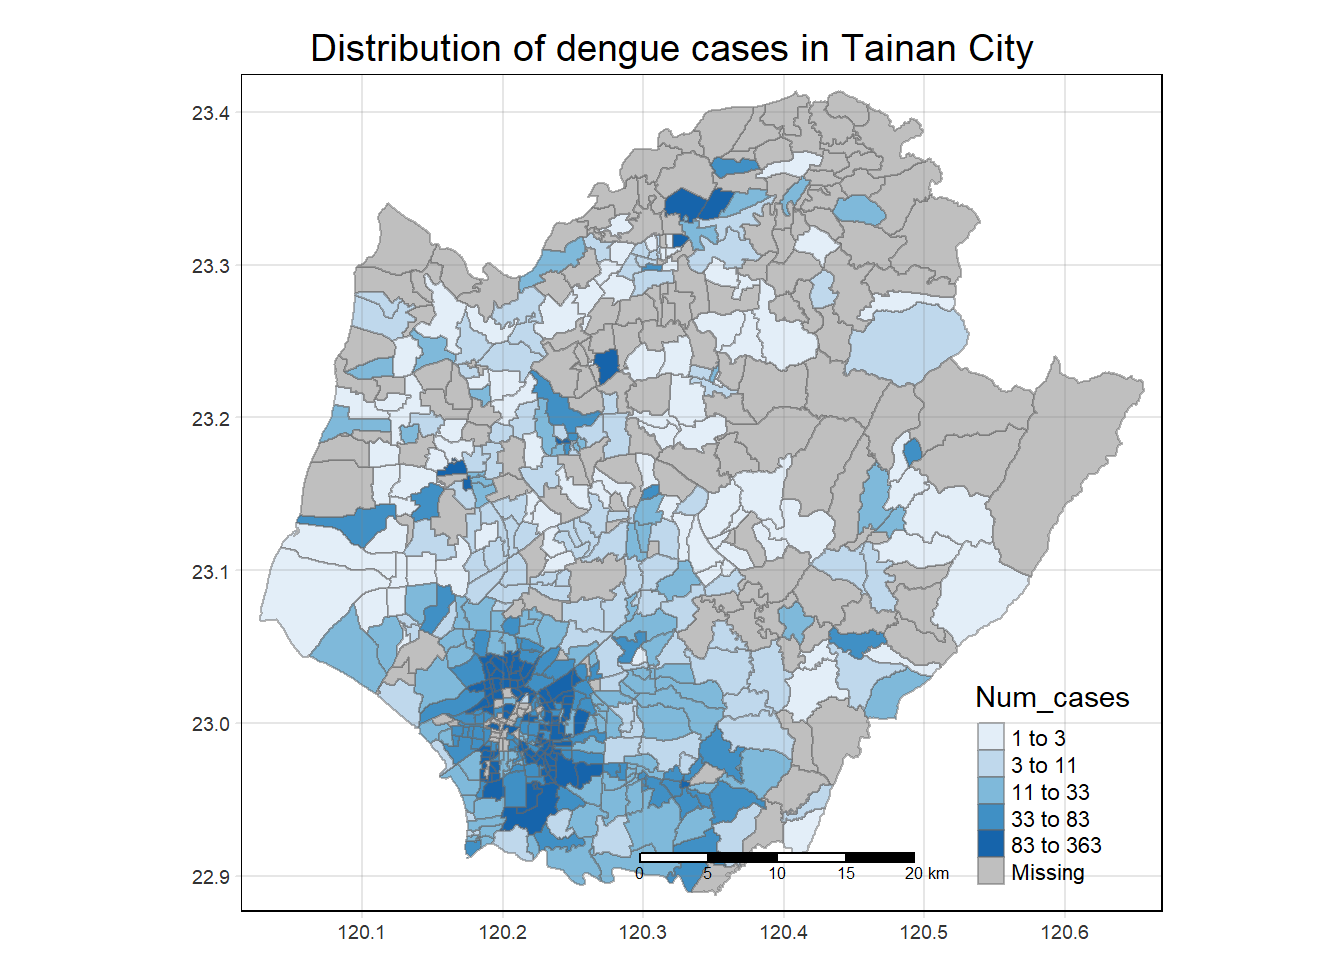 Distribution of dengue cases in Tainan City
23.4
23.3
23.2
23.1
23.0
22.9
Num_cases
1 to 3
3 to 11
11 to 33
33 to 83
83 to 363
Missing
0 5 10 15 20 km
120.1 120.2 120.3 120.4 120.5 120.6